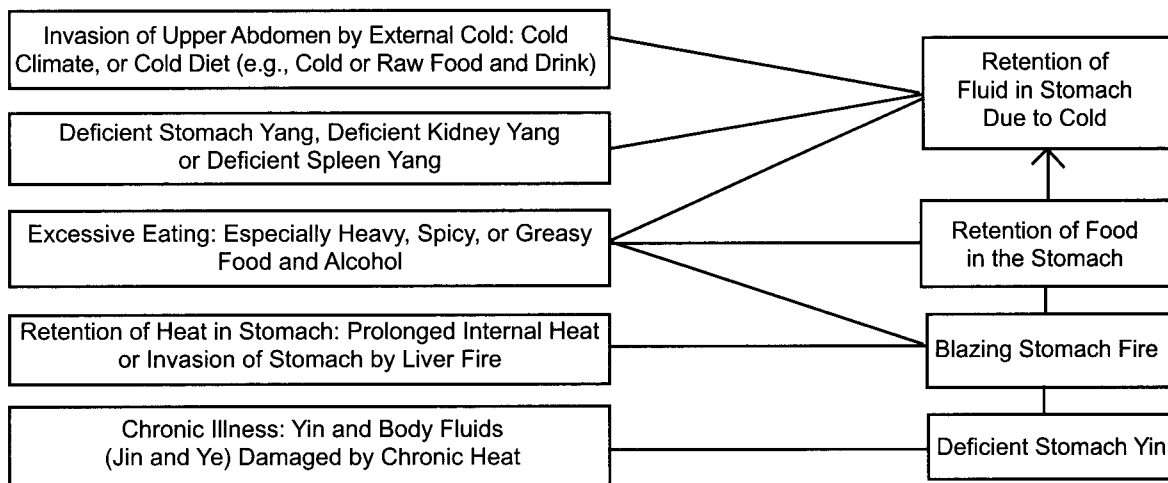 Invasion of Upper Abdomen by External Cold: Cold
Climate, or Cold Diet (e.g., Cold or Raw Food and Drink)
Deficient Stomach Yang, Deficient Kidney Yang
or Deficient Spleen Yang
Excessive Eating: Especially Heavy, Spicy, or Greasy
Food and Alcohol
Retention of Heat in Stomach: Prolonged Internal Heat
or Invasion of Stomach by Liver Fire
Chronic Illness: Yin and Body Fluids
(Jin and Ye) Damaged by Chronic Heat
Retention of
Fluid in Stomach
Due to Cold
Retention of Food
in the Stomach
Blazing Stomach Fire
Deficient Stomach Yin